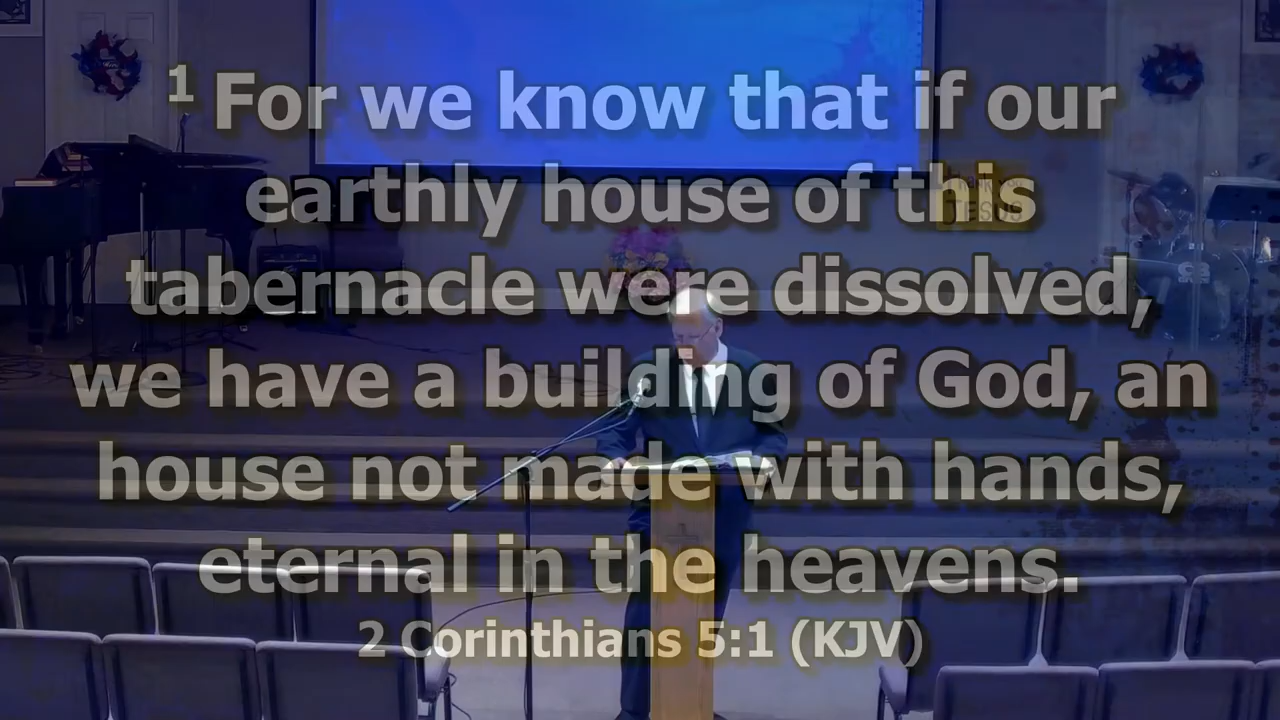 1 For we know that if our
earthly house of this
tabernacle were dissolved,
we have a building of God, an
house not made with hands,
eternal in the heavens.
2 Corinthians 5:1 (KJV)
JESUS